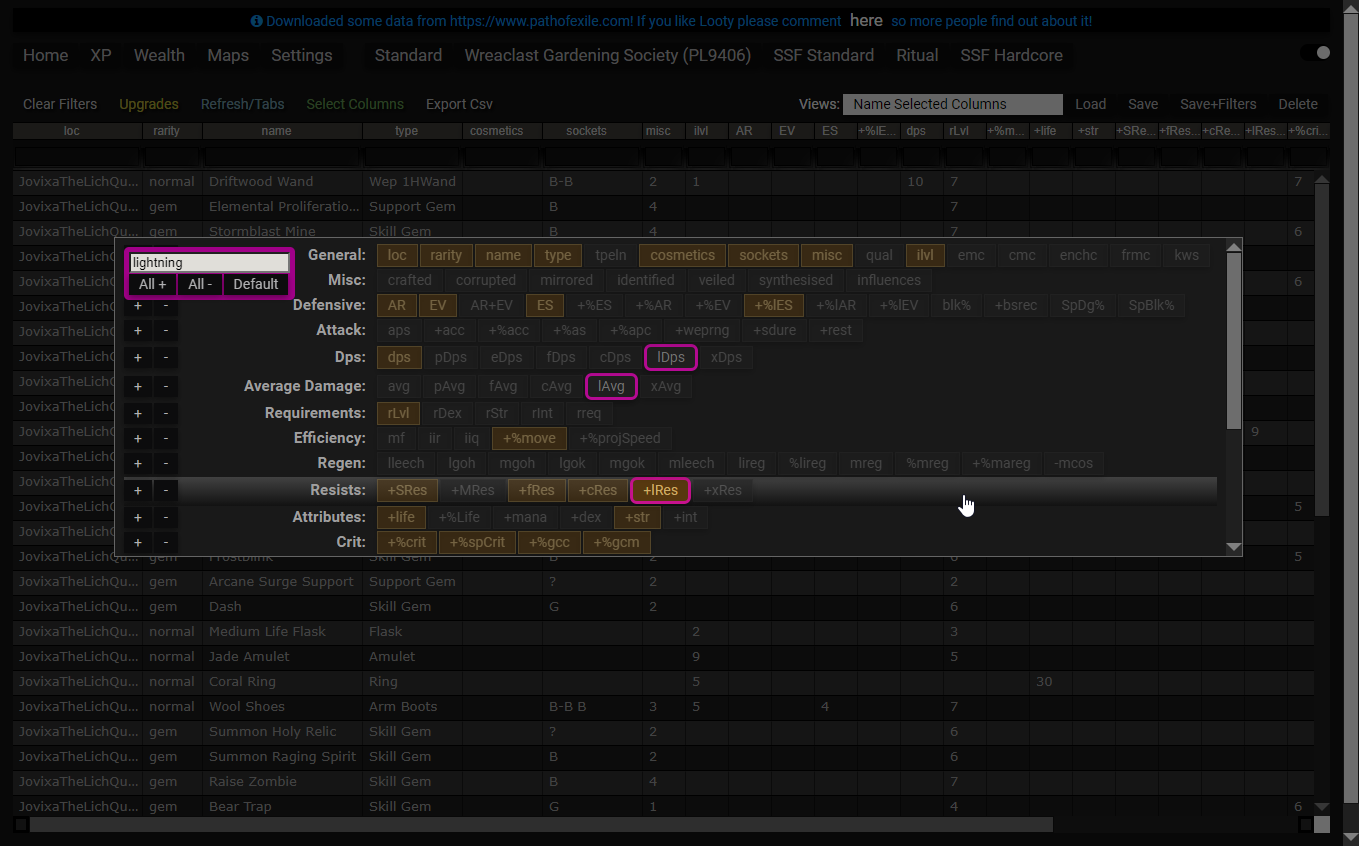 Downloaded some data from https://www.pathofexile.com! If you like Looty please comment here so more people find out about it!
Home XP Wealth Maps Settings Standard Wreaclast Gardening Society (PL9406) SSF Standard Ritual SSF Hardcore
Clear Filters Upgrades Refresh/Tabs Select Columns Export Csv Views: Name Selected Columns Load Save Save+Filters Delete
loc rarity name type cosmetics sockets misc ilvl AR EV ES +%lE... dps rLvl +%m... +life +str +SRe... +fRes... +cRe... +lRes... +%cri...
JovixaTheLichQu... normal Driftwood Wand Wep 1HWand B-B 2 1 10 7 7
JovixaTheLichQu... gem Elemental Proliferatio... Support Gem B 4 7
JovixaTheLichQu... gem Stormblast Mine Skill Gem B 4 7 6
lightning
All + All - Default
General: loc rarity name type tpeln cosmetics sockets misc qual ilvl emc cmc enchc frmc kws
Misc: crafted corrupted mirrored identified veiled synthesised influences
+ - Defensive: AR EV AR+EV ES +%ES +%AR +%EV +%lES +%lAR +%lEV blk% +bsrec SpDg% SpBlk%
+ - Attack: aps +acc +%acc +%as +%apc +weprng +sdure +rest
+ - Dps: dps pDps eDps fDps cDps lDps xDps
+ - Average Damage: avg pAvg fAvg cAvg lAvg xAvg
+ - Requirements: rLvl rDex rStr rInt rreq
+ - Efficiency: mf iir iiq +%move +%projSpeed
+ - Regen: lleech lgoh mgoh lgok mgok mleech lireg %lireg mreg %mreg +%mareg -mcos
+ - Resists: +SRes +MRes +fRes +cRes +lRes +xRes
+ - Attributes: +life +%Life +mana +dex +str +int
+ - Crit: +%crit +%spCrit +%gcc +%gcm
6
9
5
JovixaTheLichQu... gem Frostblink Skill Gem B 2 6 5
JovixaTheLichQu... gem Arcane Surge Support Support Gem ? 2 2
JovixaTheLichQu... gem Dash Skill Gem G 2 6
JovixaTheLichQu... normal Medium Life Flask Flask 2 3
JovixaTheLichQu... normal Jade Amulet Amulet 9 5
JovixaTheLichQu... normal Coral Ring Ring 5 30
JovixaTheLichQu... normal Wool Shoes Arm Boots B-B B 3 5 4 7
JovixaTheLichQu... gem Summon Holy Relic Skill Gem ? 2 6
JovixaTheLichQu... gem Summon Raging Spirit Skill Gem B 2 6
JovixaTheLichQu... gem Raise Zombie Skill Gem B 4 7
JovixaTheLichQu... gem Bear Trap Skill Gem G 1 4 6